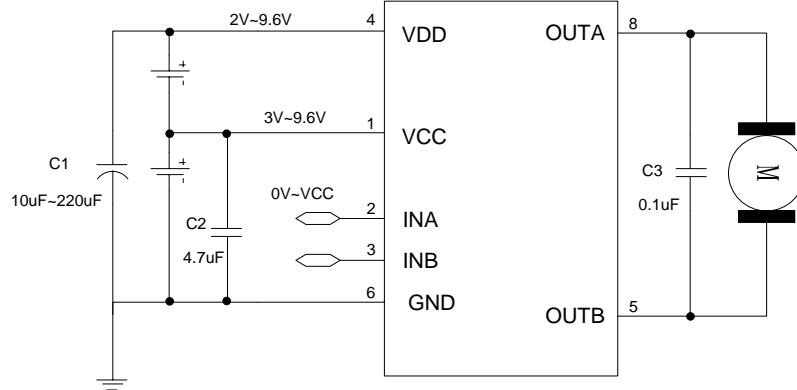 2V~9.6V
4
VDD
OUTA
8
3V~9.6V
1
VCC
C1
10uF~220uF
0V~VCC
2
INA
C2
4.7uF
3
INB
6
GND
OUTB
5
C3
0.1uF
M